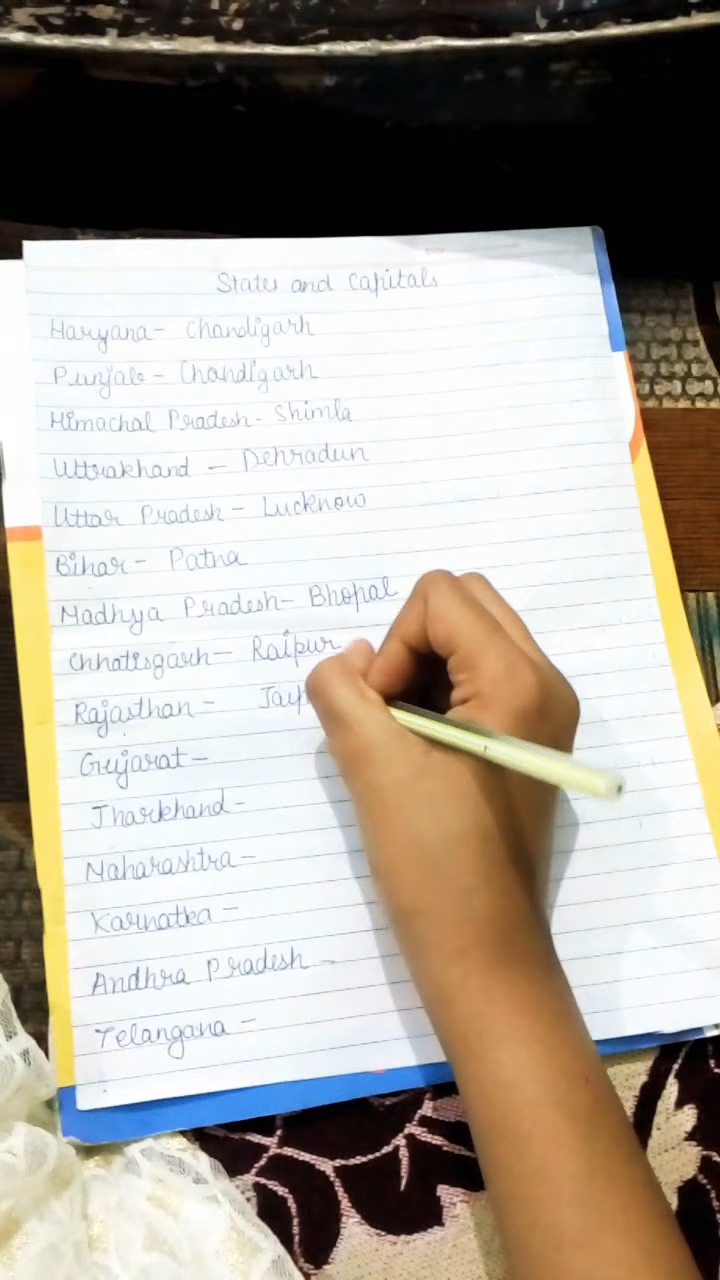 States and Capitals
Haryana- Chandigarh
Punjab- Chandigarh
Himachal Pradesh- Shimla
Uttrakhand - Dehradun
Uttar Pradesh- Lucknow
Bihar- Patna
Madhya Pradesh- Bhopal
Chhatisgarh- Raipur
Rajasthan- Jaip
Gujarat-
Jharkhand-
Maharashtra-
Karnatka-
Andhra Pradesh-
Telangana-